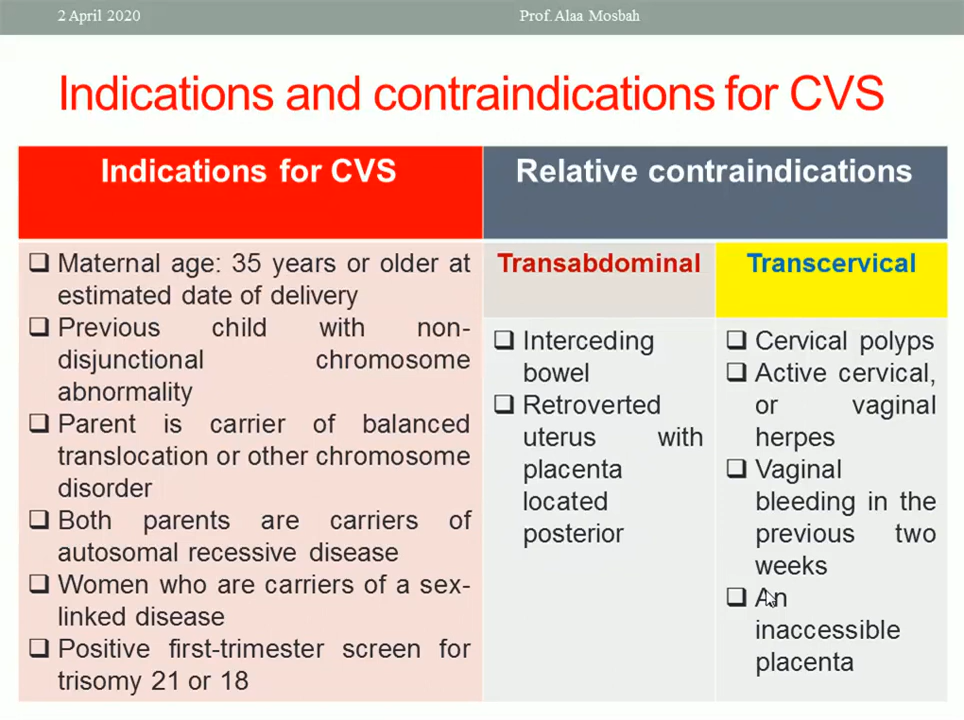 2 April 2020
Prof.Alaa Mosbah
Indications and contraindications for CVS
Indications for CVS
Relative contraindications
❑ Maternal age: 35 years or older at
estimated date of delivery
❑ Previous child with non-
disjunctional chromosome
abnormality
❑ Parent is carrier of balanced
translocation or other chromosome
disorder
❑ Both parents are carriers of
autosomal recessive disease
❑ Women who are carriers of a sex-
linked disease
❑ Positive first-trimester screen for
trisomy 21 or 18
Transabdominal
❑ Interceding
bowel
❑ Retroverted
uterus with
placenta
located
posterior
Transcervical
❑ Cervical polyps
❑ Active cervical,
or vaginal
herpes
❑ Vaginal
bleeding in the
previous two
weeks
❑ An
inaccessible
placenta